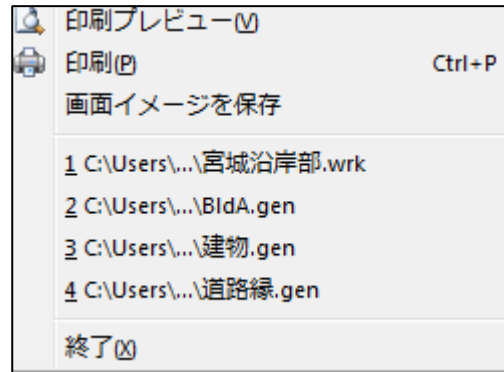 印刷プレビュー(V)
印刷(P) Ctrl+P
画面イメージを保存
1 C:\Users\...\宮城沿岸部.wrk
2 C:\Users\...\BldA.gen
3 C:\Users\...\建物.gen
4 C:\Users\...\道路縁.gen
終了(X)